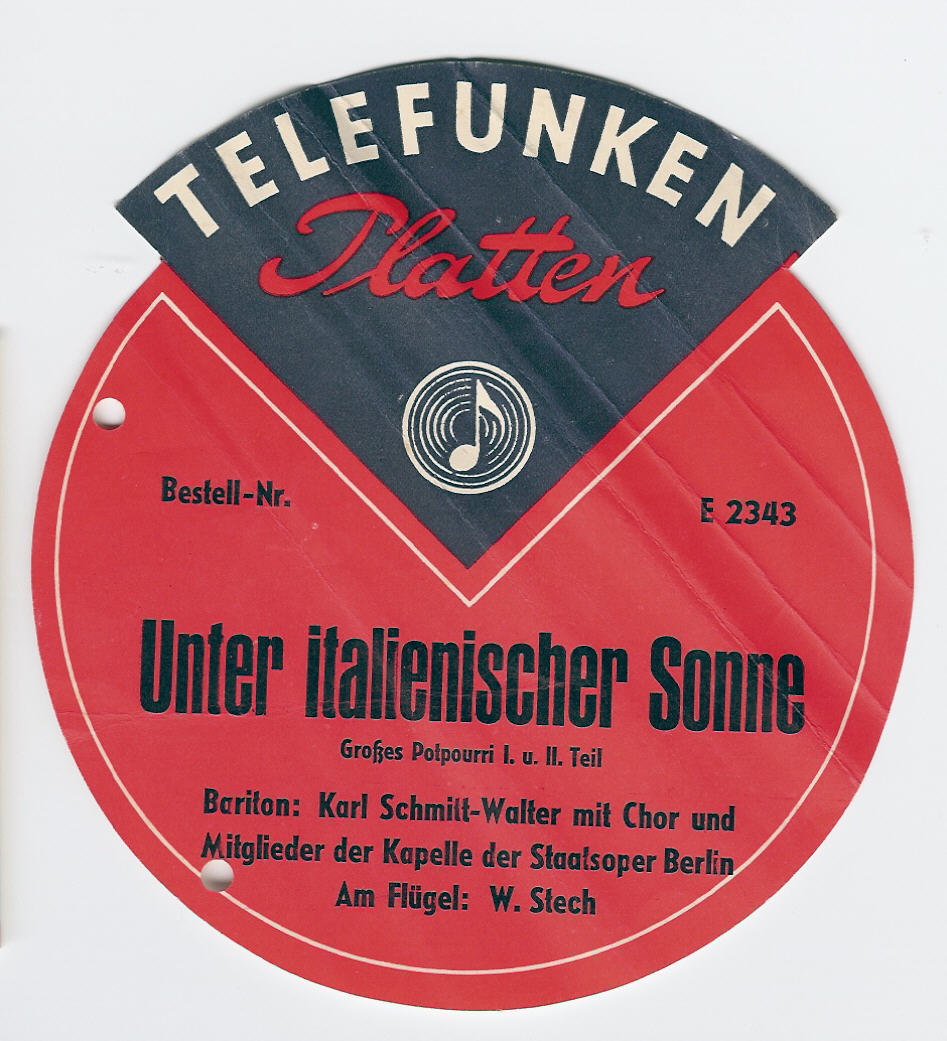 TELEFUNKEN
Platten
Bestell-Nr. E 2343
Unter italienischer Sonne
Großes Potpourri I. u. II. Teil
Bariton: Karl Schmitt-Walter mit Chor und
Mitglieder der Kapelle der Staatsoper Berlin
Am Flügel: W. Stech